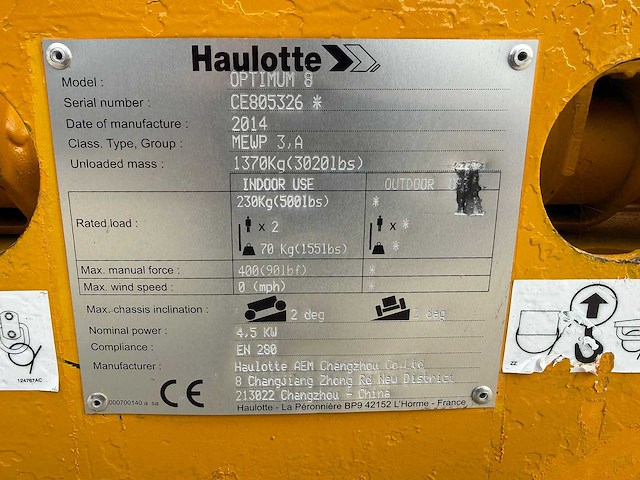 Haulotte
Model : OPTIMUM 8
Serial number : CE805326 *
Date of manufacture : 2014
Class. Type, Group : MEWP 3,A
Unloaded mass : 1370Kg(3020lbs)
INDOOR USE OUTDOOR
Rated load : 230Kg(500lbs) *
x 2 x *
70 Kg(155lbs) *
Max. manual force : 400(90lbf) *
Max. wind speed : 0 (mph) *
Max. chassis inclination : 2 deg deg
Nominal power : 4,5 KW
Compliance : EN 280
Manufacturer : Haulotte AEM Changzhou Co.Ltd
8 Changjiang Zhong Rd New District
213022 Changzhou - China
4000700140 a. sa CE
Haulotte - La Péronnière BP9 42152 L'Horme - France
124767AC
ZZ